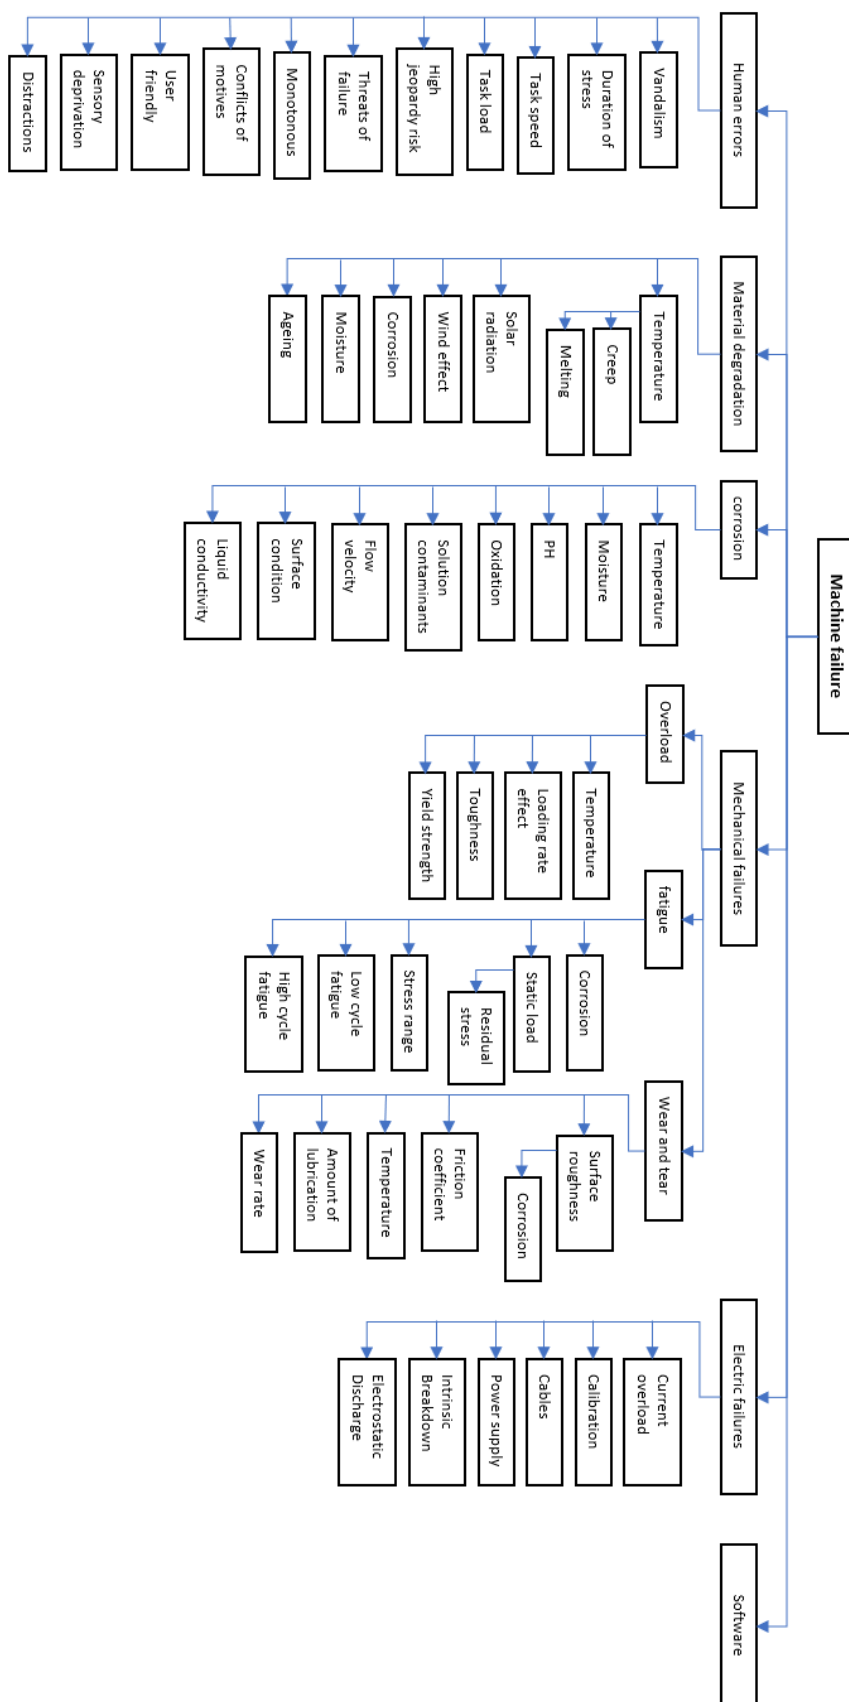 Machine failure
Human errors
Vandalism
Duration of
stress
Task speed
Task load
High
jeopardy risk
Threats of
failure
Monotonous
Conflicts of
motives
User
friendly
Sensory
deprivation
Distractions
Material degradation
Temperature
Creep
Melting
Solar
radiation
Wind effect
Corrosion
Moisture
Ageing
corrosion
Temperature
Moisture
PH
Oxidation
Solution
contaminants
Flow
velocity
Surface
condition
Liquid
conductivity
Mechanical failures
Overload
Temperature
Loading rate
effect
Toughness
Yield strength
fatigue
Corrosion
Static load
Residual
stress
Stress range
Low cycle
fatigue
High cycle
fatigue
Wear and tear
Surface
roughness
Corrosion
Friction
coefficient
Temperature
Amount of
lubrication
Wear rate
Electric failures
Current
overload
Calibration
Cables
Power supply
Intrinsic
Breakdown
Electrostatic
Discharge
Software